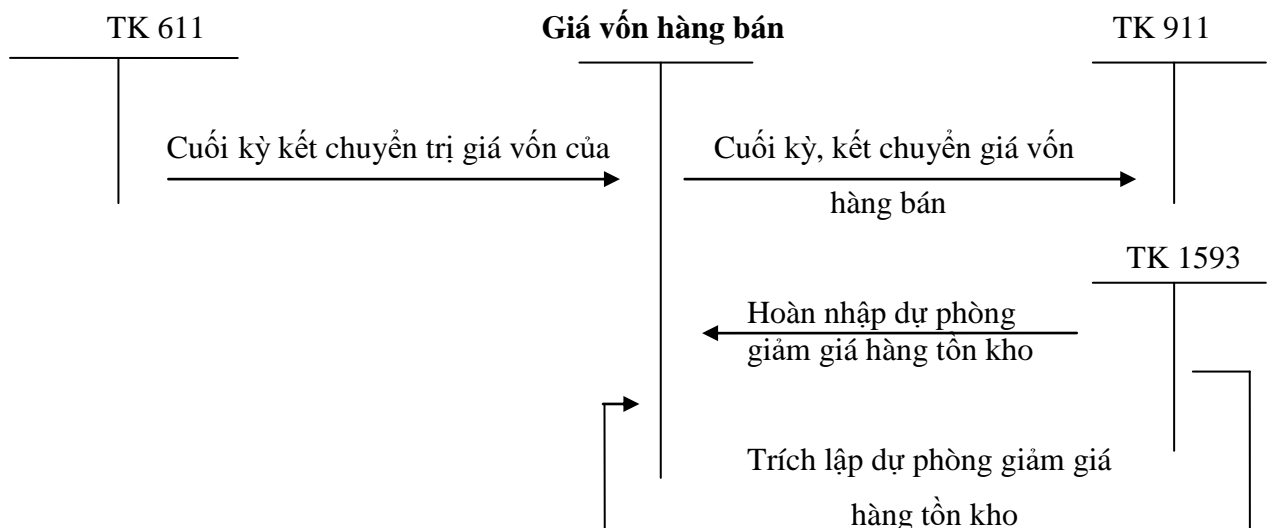 TK 611
Giá vốn hàng bán
TK 911
Cuối kỳ kết chuyển trị giá vốn của
Cuối kỳ, kết chuyển giá vốn
hàng bán
TK 1593
Hoàn nhập dự phòng
giảm giá hàng tồn kho
Trích lập dự phòng giảm giá
hàng tồn kho